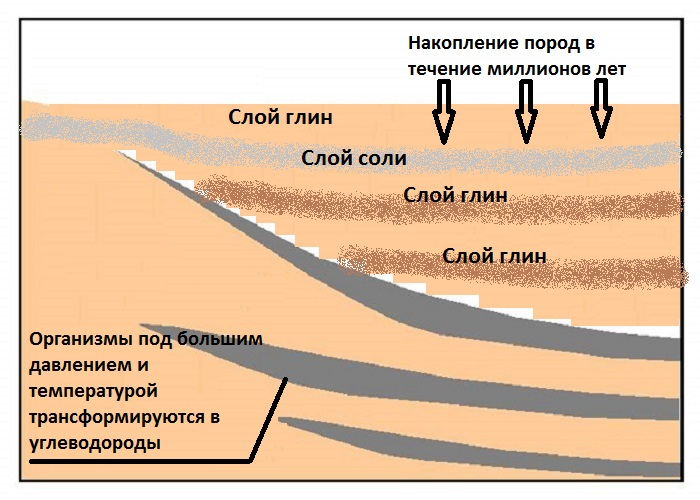 Накопление пород в
течение миллионов лет
Слой глин
Слой соли
Слой глин
Слой глин
Организмы под большим
давлением и
температурой
трансформируются в
углеводороды